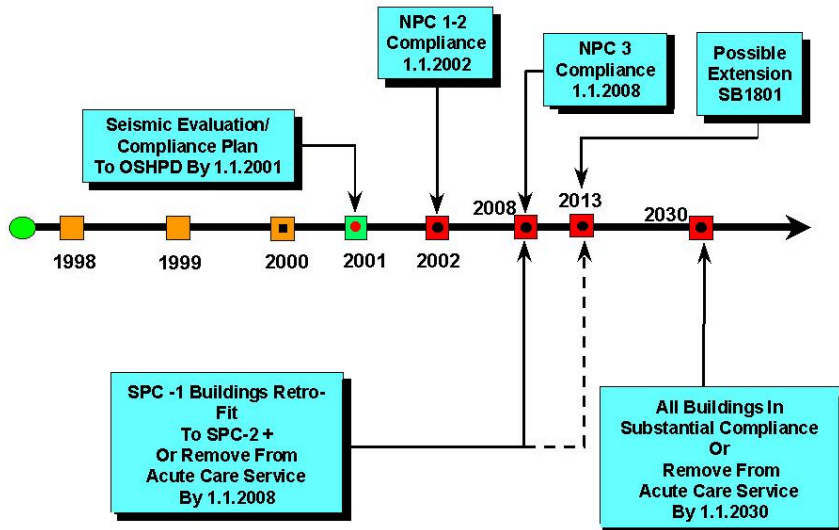 NPC 1-2
Compliance
1.1.2002
NPC 3
Compliance
1.1.2008
Possible
Extension
SB1801
Seismic Evaluation/
Compliance Plan
To OSHPD By 1.1.2001
1998
1999
2000
2001
2002
2008
2013
2030
SPC -1 Buildings Retro-
Fit
To SPC-2 +
Or Remove From
Acute Care Service
By 1.1.2008
All Buildings In
Substantial Compliance
Or
Remove From
Acute Care Service
By 1.1.2030